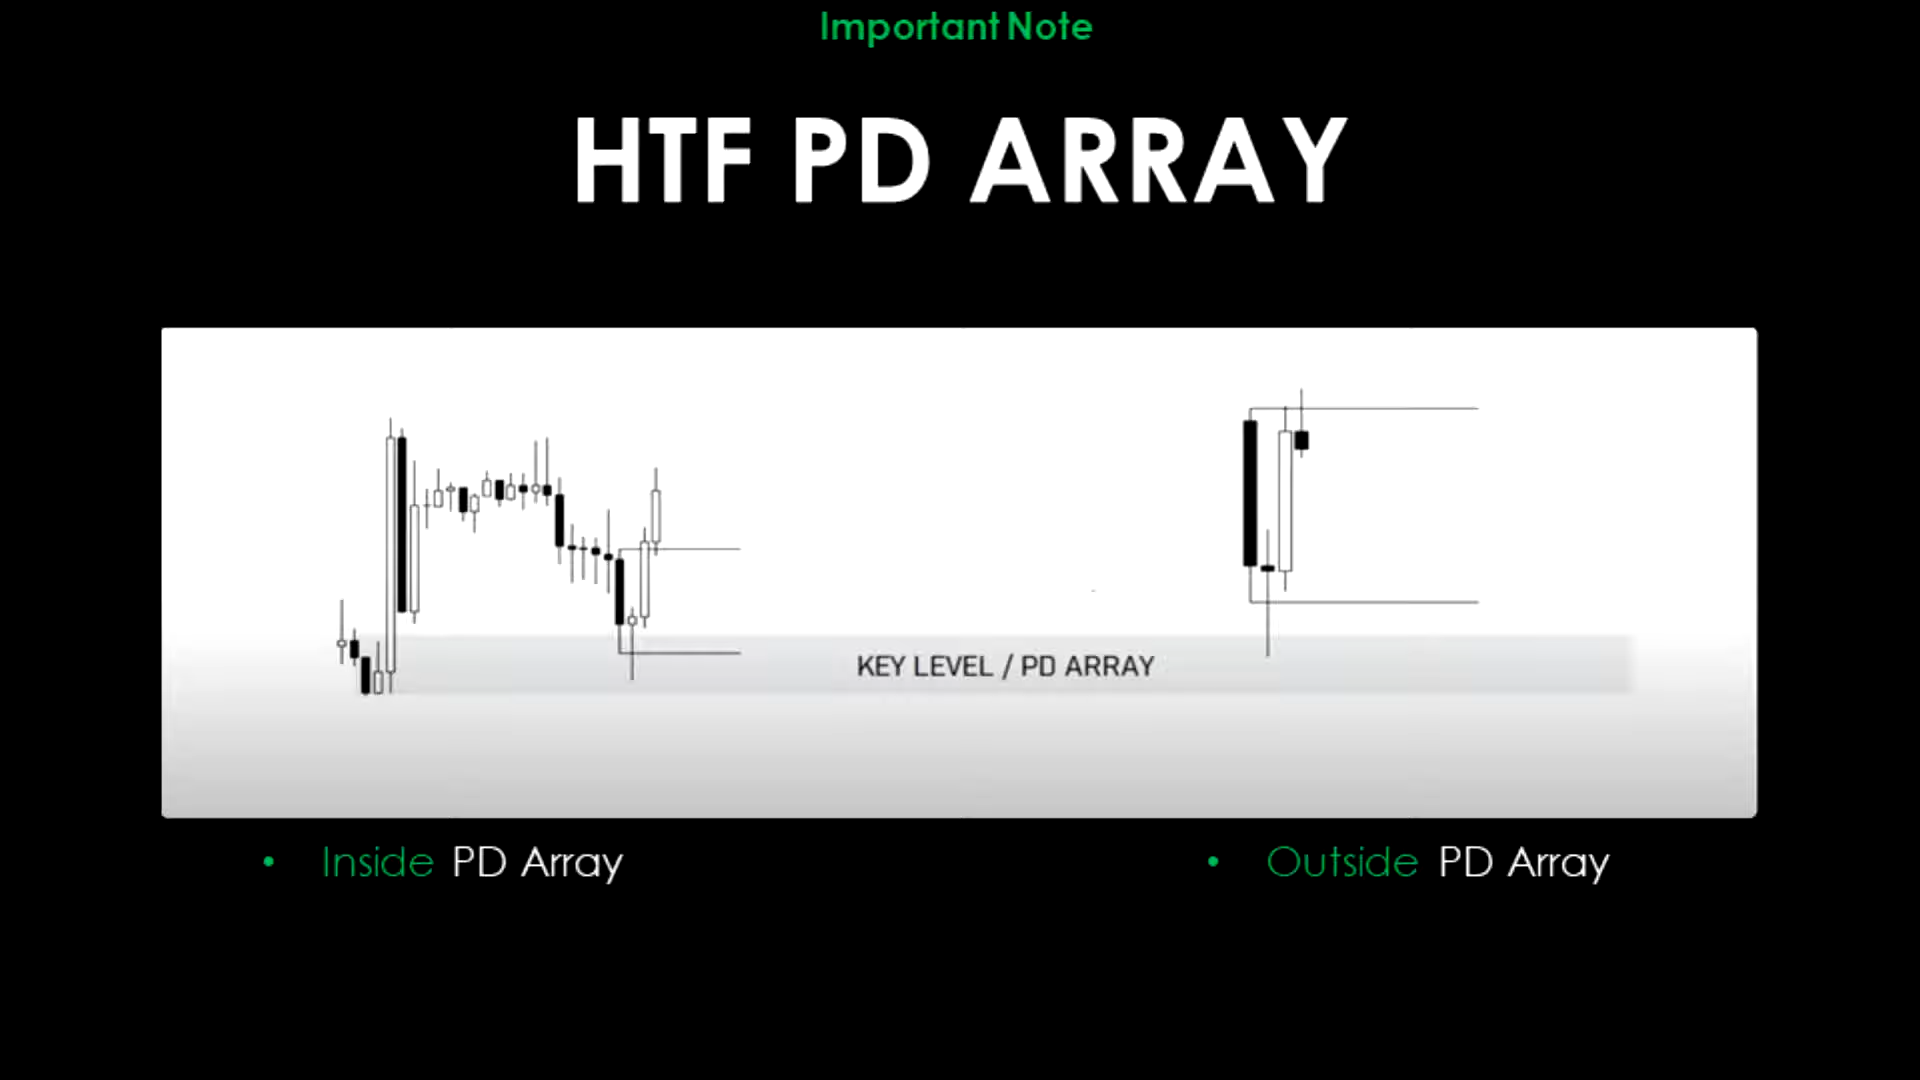 Important Note
HTF PD ARRAY
KEY LEVEL / PD ARRAY
• Inside PD Array
• Outside PD Array